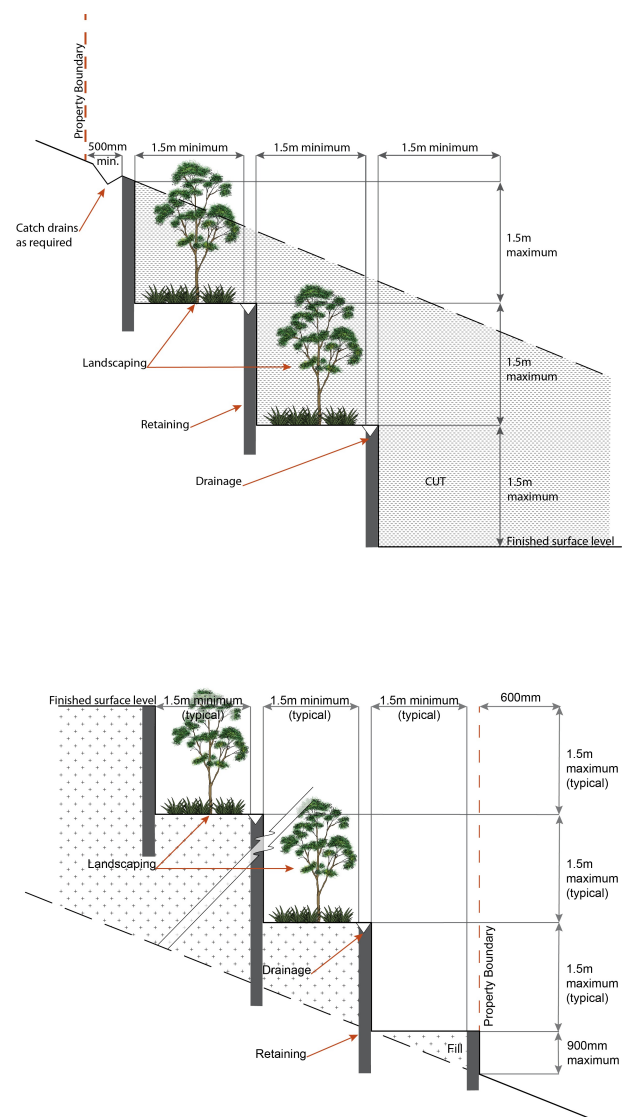 Property Boundary
500mm
min.
1.5m minimum
1.5m minimum
1.5m minimum
Catch drains
as required
1.5m
maximum
Landscaping
1.5m
maximum
Retaining
Drainage
CUT
1.5m
maximum
Finished surface level
Finished surface level
1.5m minimum
(typical)
1.5m minimum
(typical)
1.5m minimum
(typical)
600mm
1.5m
maximum
(typical)
Landscaping
1.5m
maximum
(typical)
Drainage
Property Boundary
1.5m
maximum
(typical)
Retaining
Fill
900mm
maximum